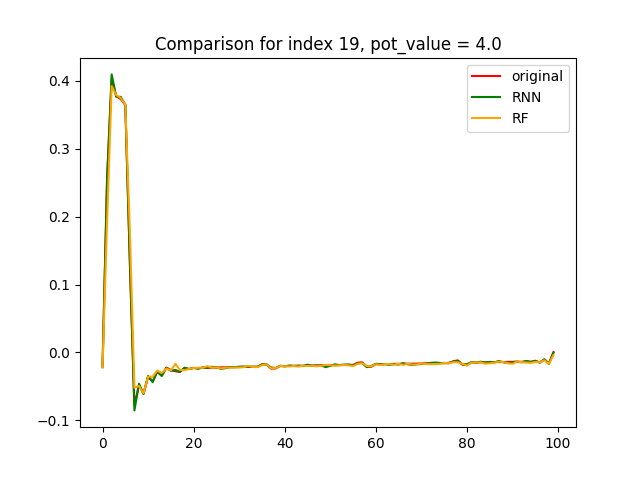 Comparison for index 19, pot_value = 4.0
original
RNN
RF
0.4
0.3
0.2
0.1
0.0
−0.1
0 20 40 60 80 100